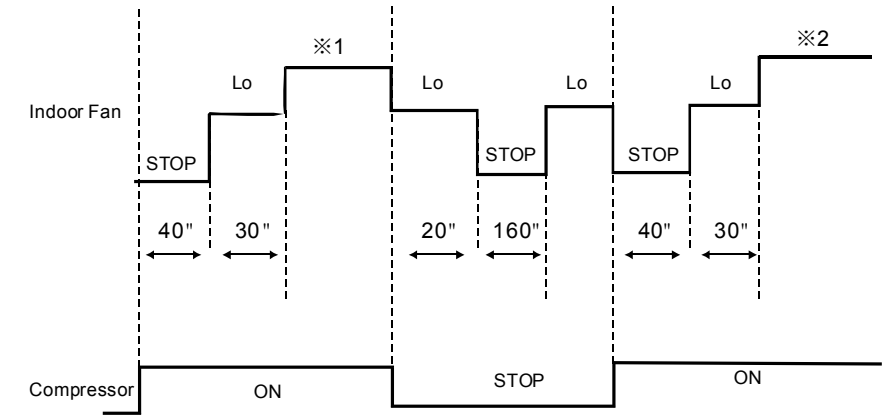 ※1 ※2
Lo Lo Lo Lo
Indoor Fan
STOP STOP STOP
40" 30" 20" 160" 40" 30"
Compressor ON STOP ON